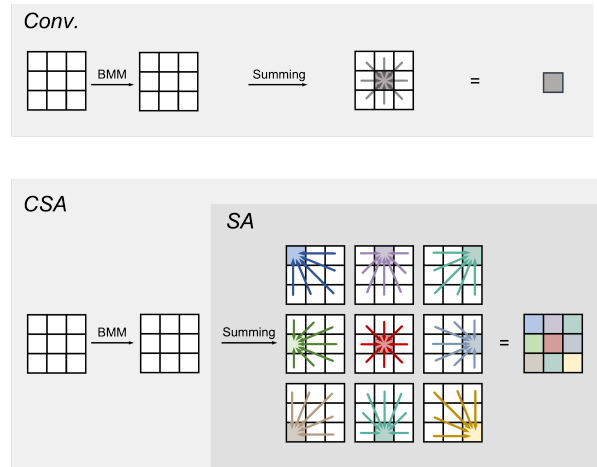 Conv.
BMM
Summing
=
CSA
SA
BMM
Summing
=